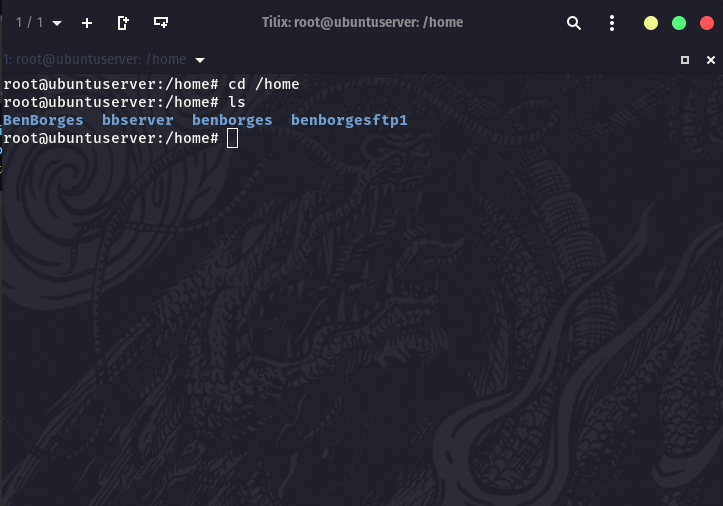 1 / 1
Tilix: root@ubuntuserver: /home
1: root@ubuntuserver: /home
root@ubuntuserver:/home# cd /home
root@ubuntuserver:/home# ls
BenBorges  bbserver  benborges  benborgesftp1
root@ubuntuserver:/home#